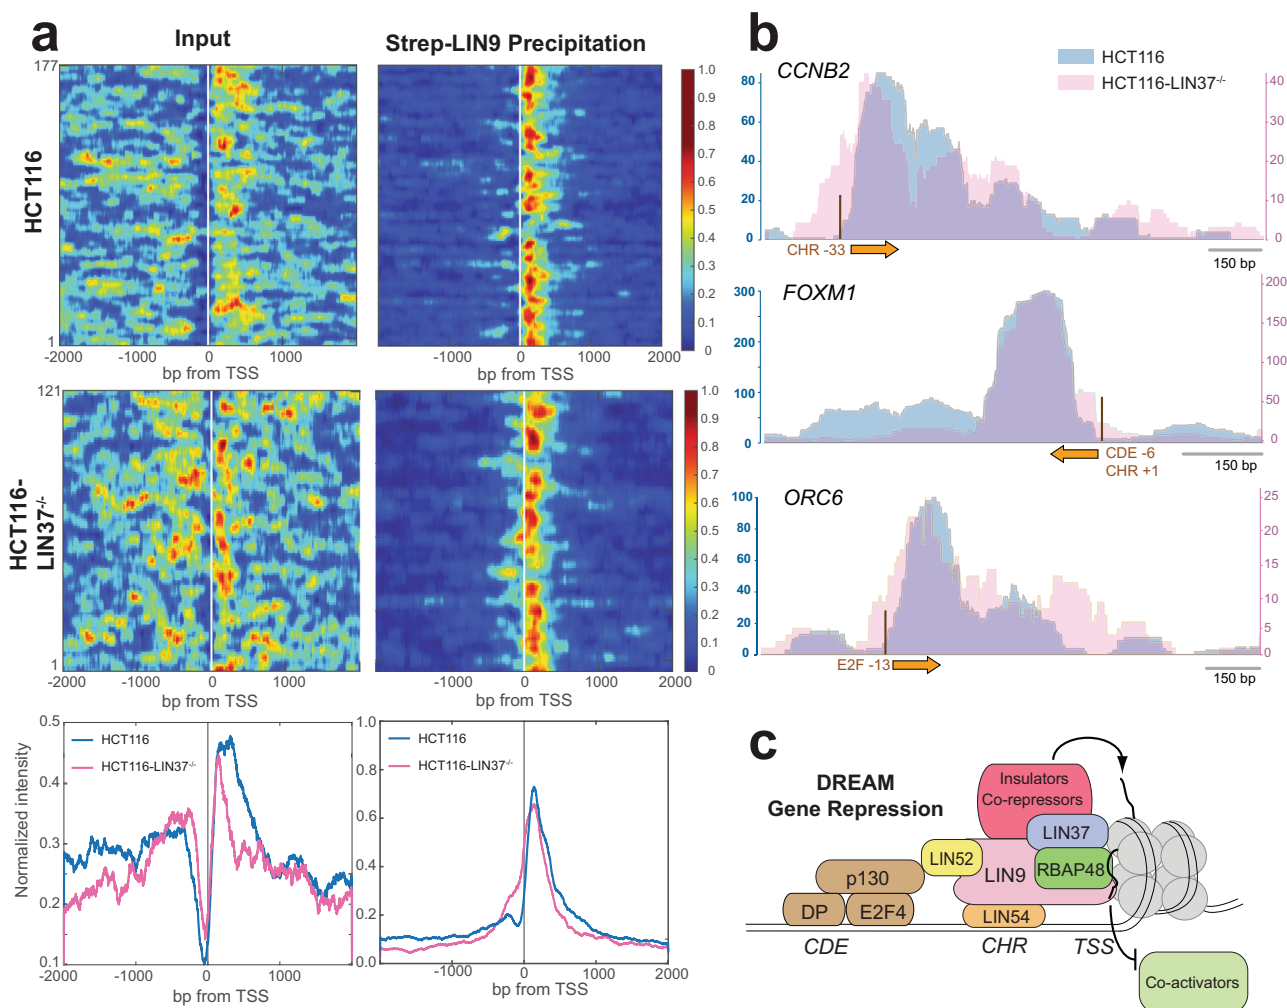 a
Input
Strep-LIN9 Precipitation
HCT116
177
1
-2000 -1000 0 1000
bp from TSS
-1000 0 1000 2000
bp from TSS
1.0
0.9
0.8
0.7
0.6
0.5
0.4
0.3
0.2
0.1
0
HCT116-
LIN37-/-
121
1
-2000 -1000 0 1000
bp from TSS
-1000 0 1000 2000
bp from TSS
1.0
0.9
0.8
0.7
0.6
0.5
0.4
0.3
0.2
0.1
0
Normalized intensity
0.5
0.4
0.3
0.2
0.1
HCT116
HCT116-LIN37-/-
-2000 -1000 0 1000
bp from TSS
1.0
0.8
0.6
0.4
0.2
0
HCT116
HCT116-LIN37-/-
-1000 0 1000 2000
bp from TSS
b
HCT116
HCT116-LIN37-/-
CCNB2
80
60
40
20
0
40
30
20
10
0
CHR -33
150 bp
FOXM1
300
200
100
0
200
150
100
50
0
CDE -6
CHR +1
150 bp
ORC6
100
80
60
40
20
0
25
20
15
10
5
0
E2F -13
150 bp
c
DREAM
Gene Repression
Insulators
Co-repressors
LIN37
LIN52
RBAP48
LIN9
p130
DP
E2F4
LIN54
CDE
CHR
TSS
Co-activators